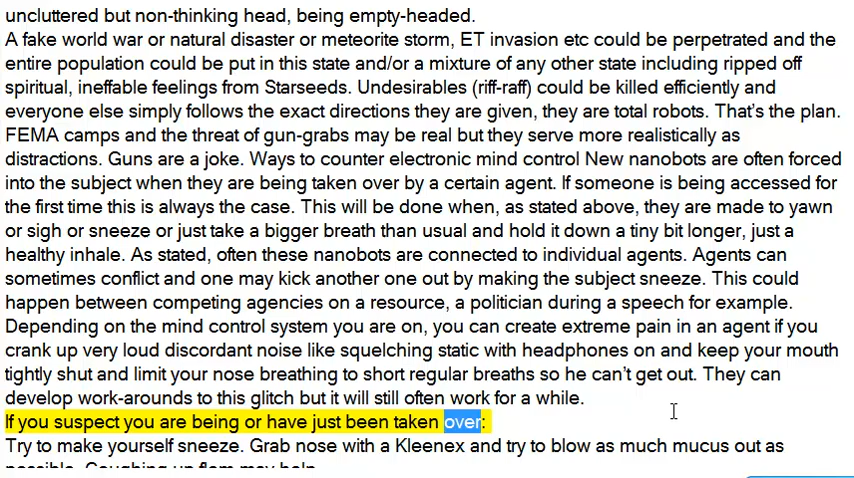 uncluttered but non-thinking head, being empty-headed.
A fake world war or natural disaster or meteorite storm, ET invasion etc could be perpetrated and the
entire population could be put in this state and/or a mixture of any other state including ripped off
spiritual, ineffable feelings from Starseeds. Undesirables (riff-raff) could be killed efficiently and
everyone else simply follows the exact directions they are given, they are total robots. That’s the plan.
FEMA camps and the threat of gun-grabs may be real but they serve more realistically as
distractions. Guns are a joke. Ways to counter electronic mind control New nanobots are often forced
into the subject when they are being taken over by a certain agent. If someone is being accessed for
the first time this is always the case. This will be done when, as stated above, they are made to yawn
or sigh or sneeze or just take a bigger breath than usual and hold it down a tiny bit longer, just a
healthy inhale. As stated, often these nanobots are connected to individual agents. Agents can
sometimes conflict and one may kick another one out by making the subject sneeze. This could
happen between competing agencies on a resource, a politician during a speech for example.
Depending on the mind control system you are on, you can create extreme pain in an agent if you
crank up very loud discordant noise like squelching static with headphones on and keep your mouth
tightly shut and limit your nose breathing to short regular breaths so he can’t get out. They can
develop work-arounds to this glitch but it will still often work for a while.
If you suspect you are being or have just been taken over:
Try to make yourself sneeze. Grab nose with a Kleenex and try to blow as much mucus out as
possible. Coughing up flem may help.